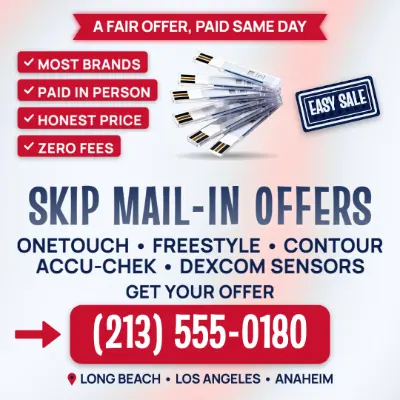 A FAIR OFFER, PAID SAME DAY
✓ MOST BRANDS
✓ PAID IN PERSON
✓ HONEST PRICE
✓ ZERO FEES
EASY SALE
SKIP MAIL-IN OFFERS
ONETOUCH • FREESTYLE • CONTOUR
ACCU-CHEK • DEXCOM SENSORS
GET YOUR OFFER
(213) 555-0180
LONG BEACH • LOS ANGELES • ANAHEIM